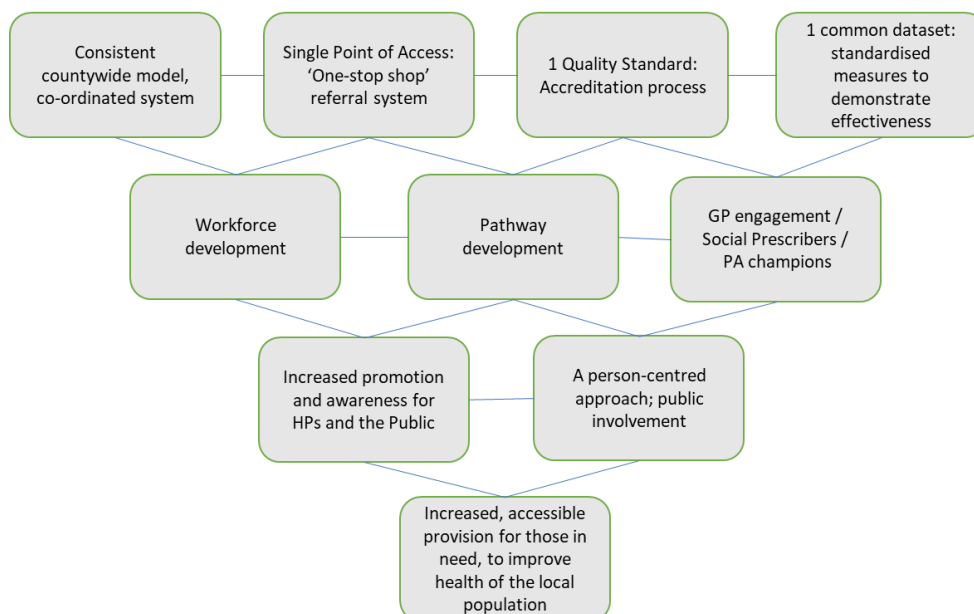 Consistent
countywide model,
co-ordinated system
Single Point of Access:
‘One-stop shop’
referral system
1 Quality Standard:
Accreditation process
1 common dataset:
standardised
measures to
demonstrate
effectiveness
Workforce
development
Pathway
development
GP engagement /
Social Prescribers /
PA champions
Increased promotion
and awareness for
HPs and the Public
A person-centred
approach; public
involvement
Increased, accessible
provision for those in
need, to improve
health of the local
population